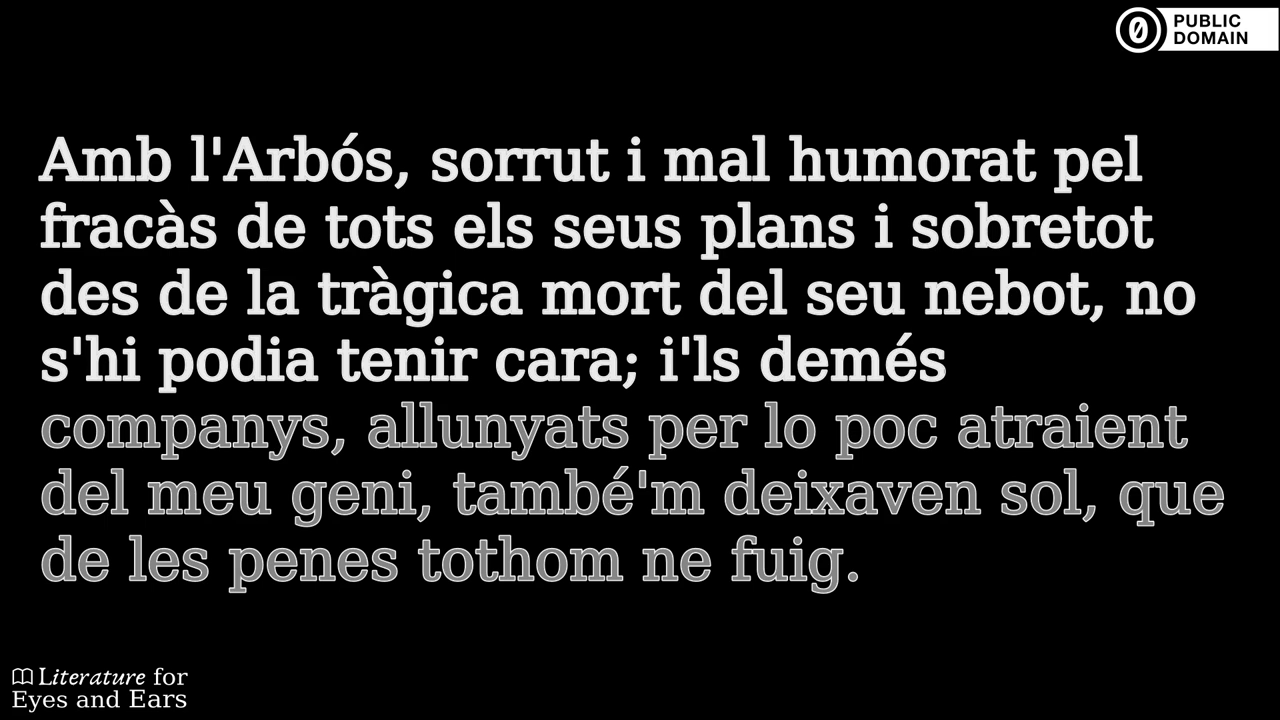 PUBLIC
DOMAIN
Amb l'Arbós, sorrut i mal humorat pel
fracàs de tots els seus plans i sobretot
des de la tràgica mort del seu nebot, no
s'hi podia tenir cara; i'ls demés
companys, allunyats per lo poc atraient
del meu geni, també'm deixaven sol, que
de les penes tothom ne fuig.
Literature for
Eyes and Ears